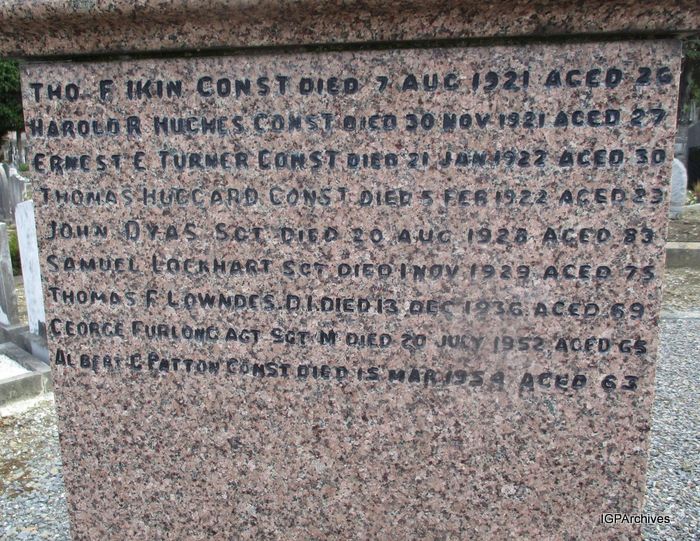 THO. F IKIN CONST DIED 7 AUG 1921 AGED 26
HAROLD R HUGHES CONST DIED 30 NOV 1921 AGED 27
ERNEST E TURNER CONST DIED 21 JAN 1922 AGED 30
THOMAS HUGGARD CONST DIED 5 FEB 1922 AGED 23
JOHN DYAS SGT DIED 20 AUG 1928 AGED 83
SAMUEL LOCKHART SGT DIED 1 NOV 1929 AGED 75
THOMAS F LOWNDES D.I. DIED 13 DEC 1936 AGED 69
GEORGE FURLONG AGT SGT M DIED 20 JULY 1952 AGED 65
ALBERT G PATTON CONST DIED 15 MAR 1954 AGED 63
IGPArchives